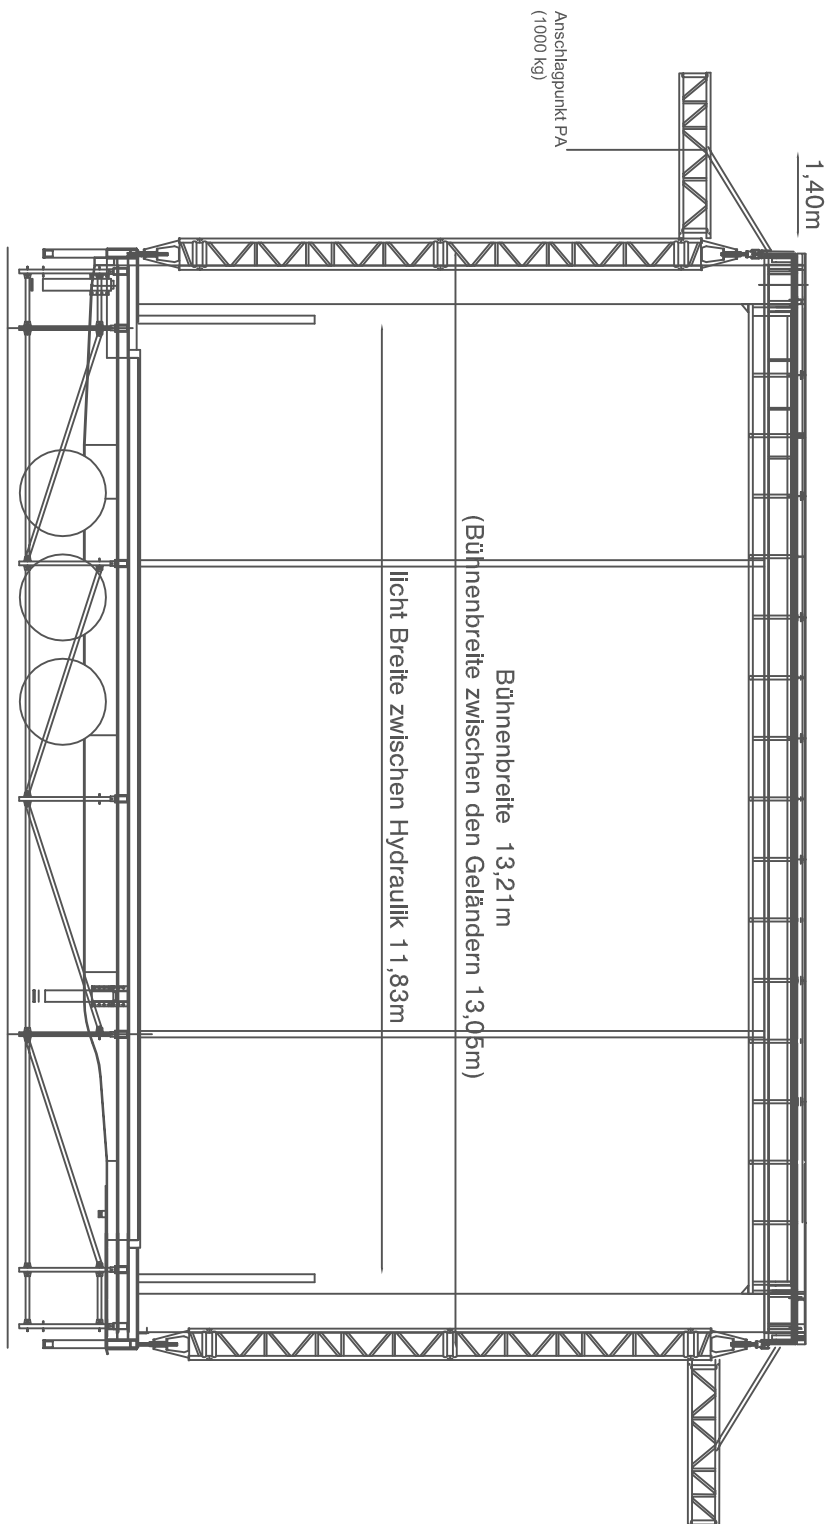 Anschlagpunkt PA
(1000 kg)
1,40m
Bühnenbreite 13,21m
(Bühnenbreite zwischen den Geländern 13,05m)
licht Breite zwischen Hydraulik 11,83m